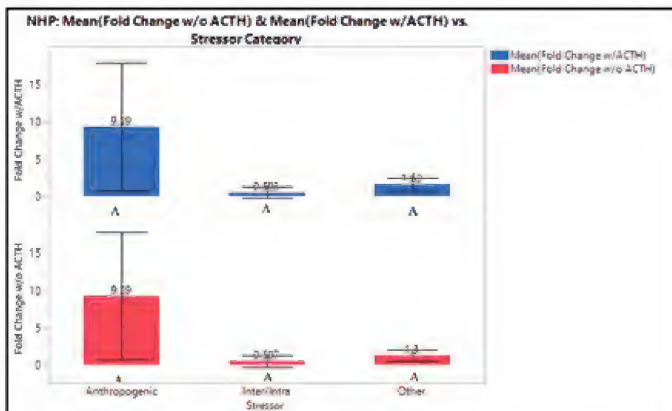 NHP: Mean(Fold Change w/o ACTH) & Mean(Fold Change w/ACTH) vs.
Stressor Category
Mean(Fold Change w/ACTH)
Mean(Fold Change w/o ACTH)
Fold Change w/ACTH
15
10
5
0
A
A
A
Fold Change w/o ACTH
15
10
5
0
1.3
A
A
A
Anthropogenic
Inter/Intra
Other
Stressor